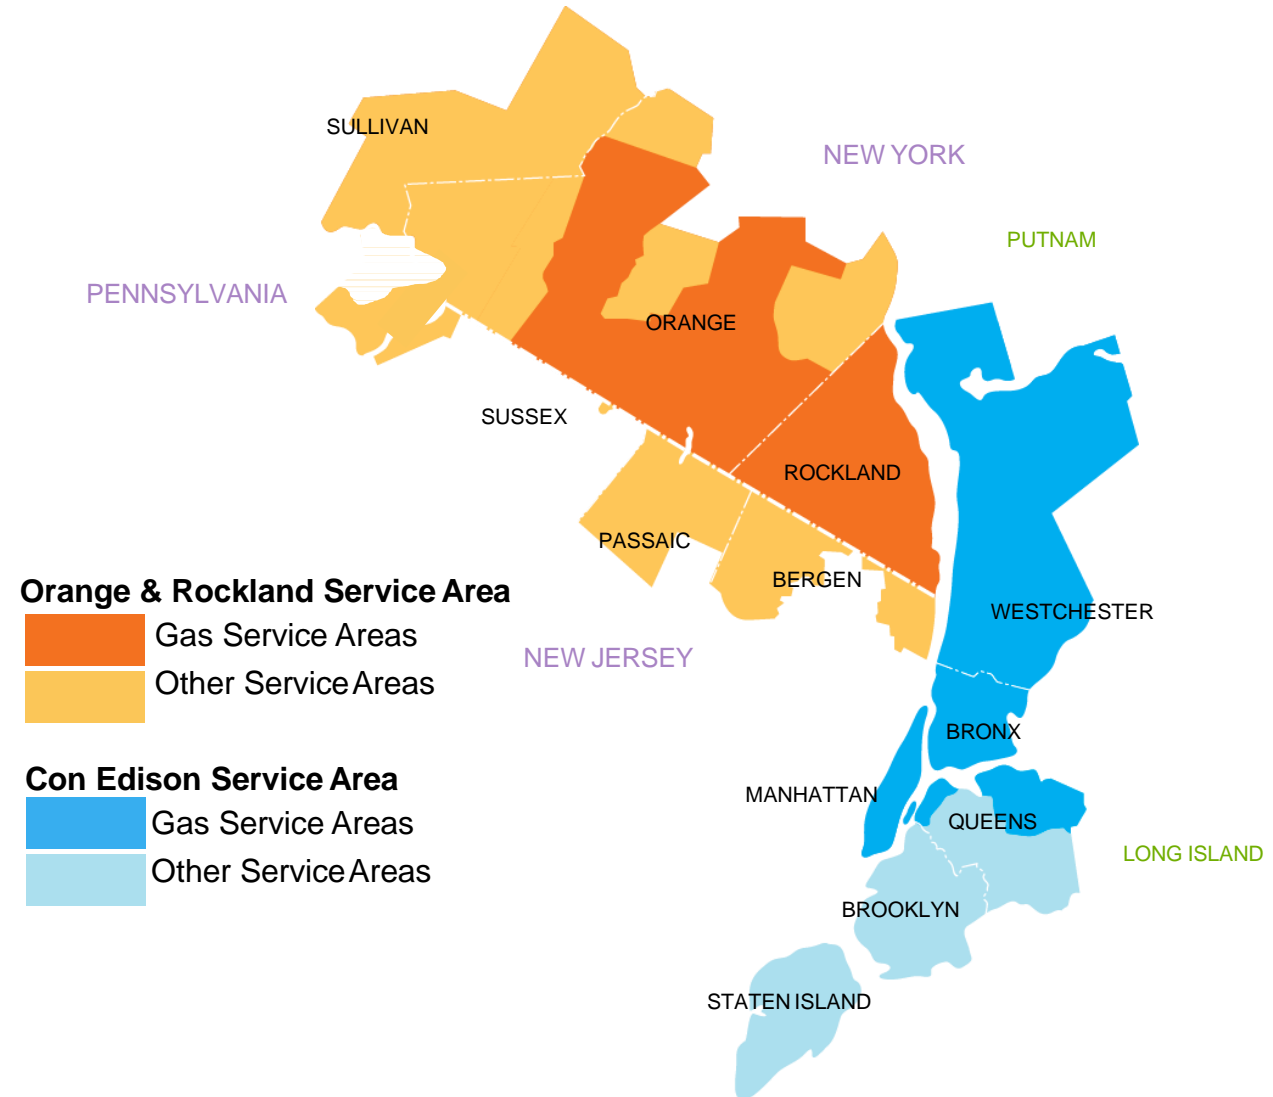 SULLIVAN
NEW YORK
PUTNAM
PENNSYLVANIA
ORANGE
SUSSEX
ROCKLAND
PASSAIC
BERGEN
Orange & Rockland Service Area
Gas Service Areas
Other Service Areas
WESTCHESTER
NEW JERSEY
BRONX
Con Edison Service Area
Gas Service Areas
Other Service Areas
MANHATTAN
QUEENS
LONG ISLAND
BROOKLYN
STATEN ISLAND